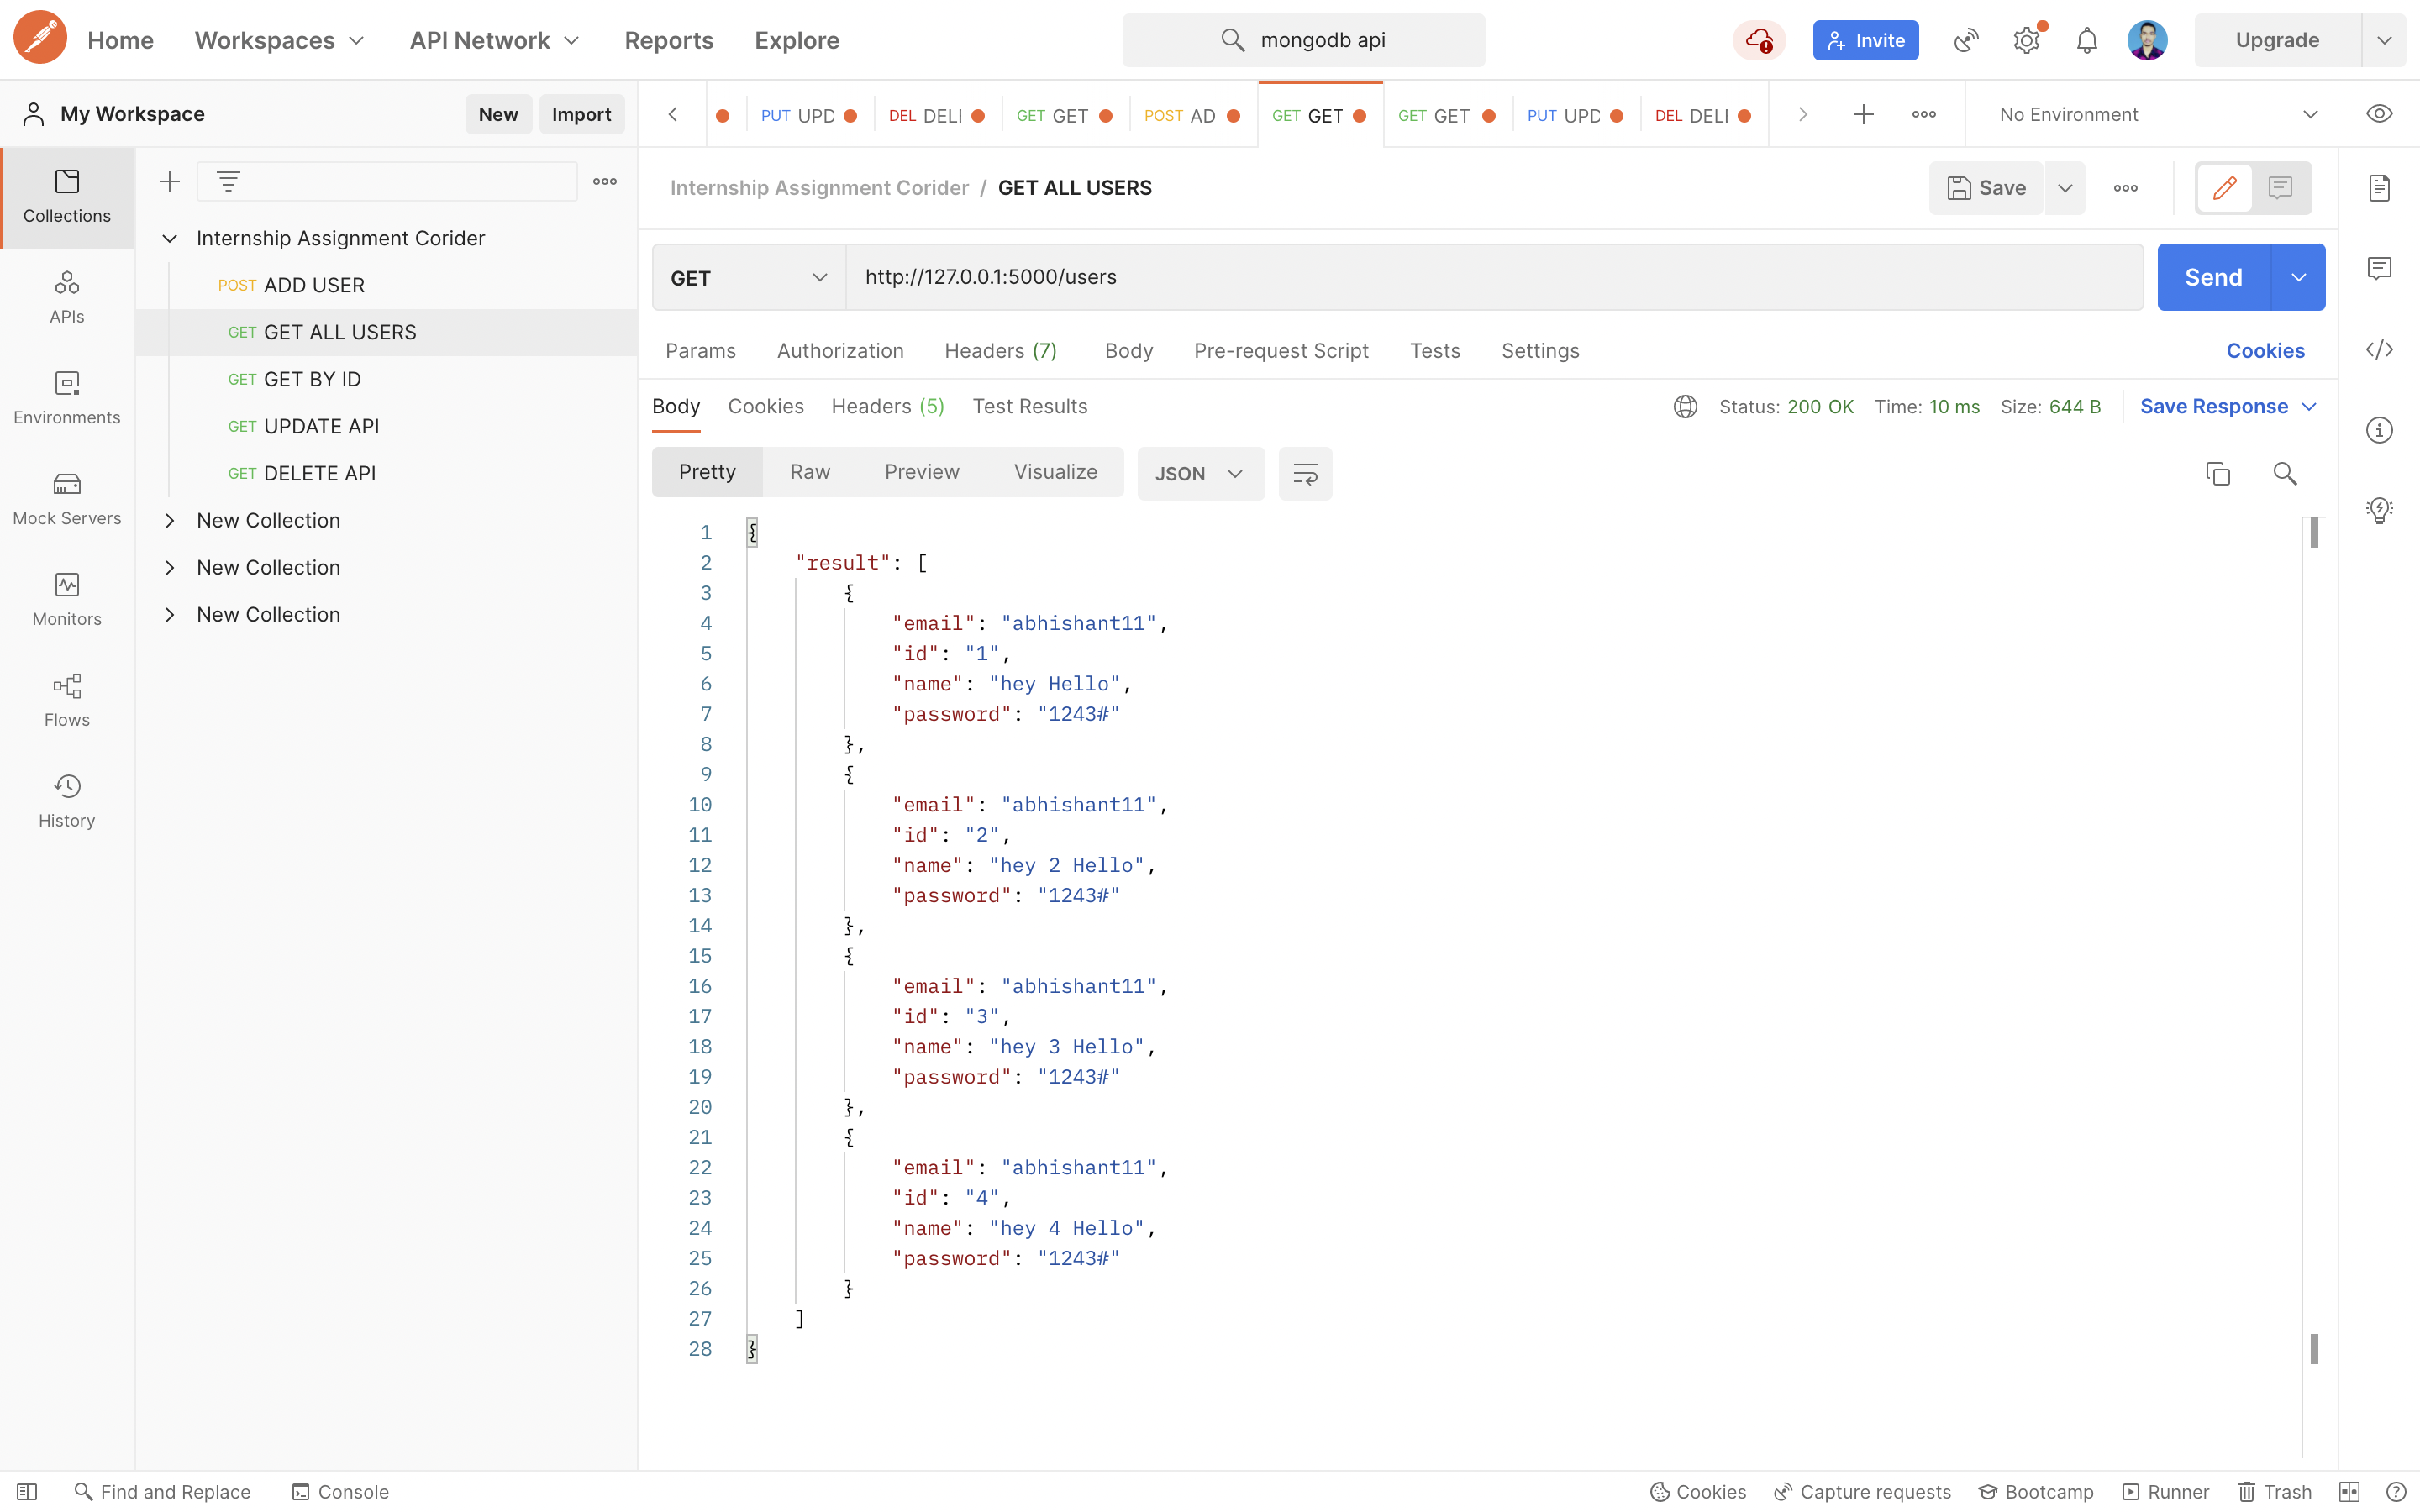 Home Workspaces API Network Reports Explore mongodb api Invite Upgrade
My Workspace New Import PUT UPD DEL DELI GET GET POST AD GET GET GET GET PUT UPD DEL DELI No Environment
Collections
APIs
Environments
Mock Servers
Monitors
Flows
History
Internship Assignment Corider
POST ADD USER
GET GET ALL USERS
GET GET BY ID
GET UPDATE API
GET DELETE API
New Collection
New Collection
New Collection
Internship Assignment Corider / GET ALL USERS Save
GET http://127.0.0.1:5000/users Send
Params Authorization Headers (7) Body Pre-request Script Tests Settings Cookies
Body Cookies Headers (5) Test Results Status: 200 OK Time: 10 ms Size: 644 B Save Response
Pretty Raw Preview Visualize JSON
1 {
2 "result": [
3 {
4 "email": "abhishant11",
5 "id": "1",
6 "name": "hey Hello",
7 "password": "1243#"
8 },
9 {
10 "email": "abhishant11",
11 "id": "2",
12 "name": "hey 2 Hello",
13 "password": "1243#"
14 },
15 {
16 "email": "abhishant11",
17 "id": "3",
18 "name": "hey 3 Hello",
19 "password": "1243#"
20 },
21 {
22 "email": "abhishant11",
23 "id": "4",
24 "name": "hey 4 Hello",
25 "password": "1243#"
26 }
27 ]
28 }
Find and Replace Console Cookies Capture requests Bootcamp Runner Trash